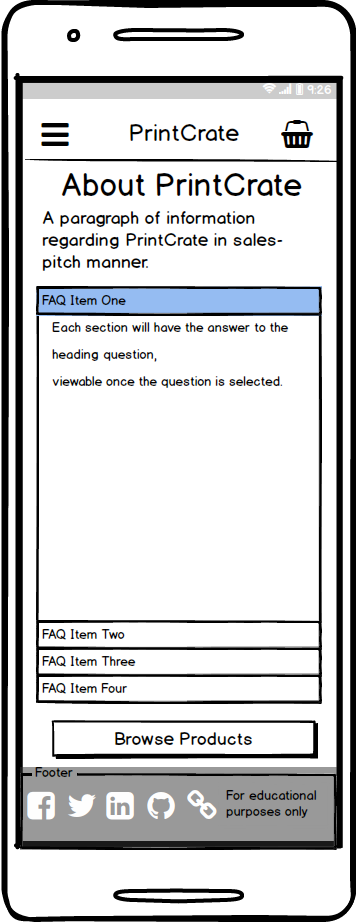 9:26
PrintCrate
About PrintCrate
A paragraph of information
regarding PrintCrate in sales-
pitch manner.
FAQ Item One
Each section will have the answer to the
heading question,
viewable once the question is selected.
FAQ Item Two
FAQ Item Three
FAQ Item Four
Browse Products
Footer
For educational
purposes only